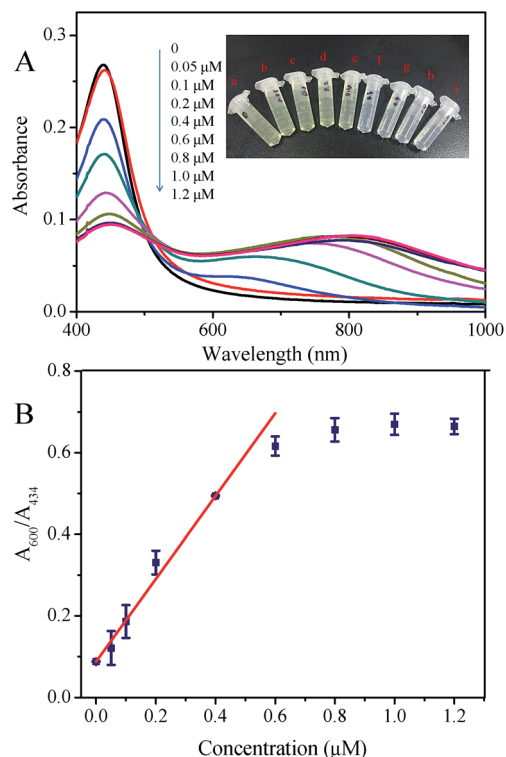 A
0
0.05 µM
0.1 µM
0.2 µM
0.4 µM
0.6 µM
0.8 µM
1.0 µM
1.2 µM
a b c d e f g h i
Absorbance
0.3
0.2
0.1
0.0
400 600 800 1000
Wavelength (nm)
B
A600/A434
0.8
0.6
0.4
0.2
0.0
0.0 0.2 0.4 0.6 0.8 1.0 1.2
Concentration (µM)